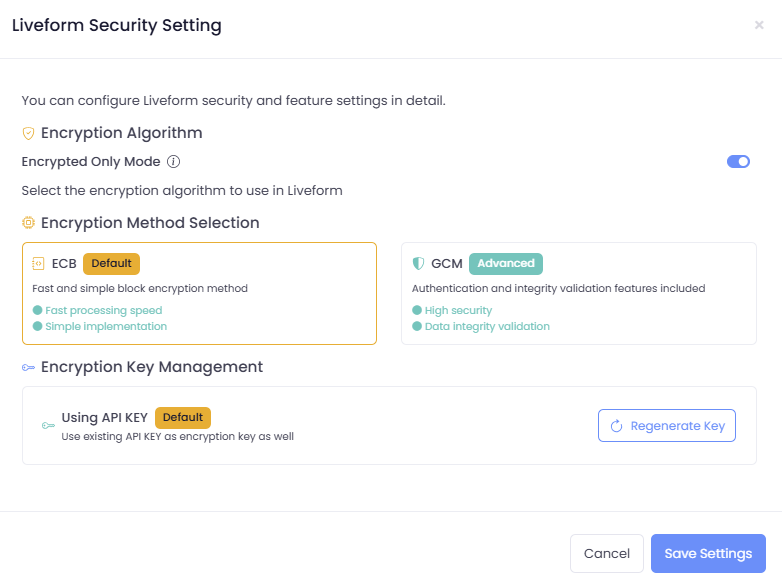 Liveform Security Setting
You can configure Liveform security and feature settings in detail.
Encryption Algorithm
Encrypted Only Mode
Select the encryption algorithm to use in Liveform
Encryption Method Selection
ECB Default
Fast and simple block encryption method
Fast processing speed
Simple implementation
GCM Advanced
Authentication and integrity validation features included
High security
Data integrity validation
Encryption Key Management
Using API KEY Default
Use existing API KEY as encryption key as well
Regenerate Key
Cancel
Save Settings